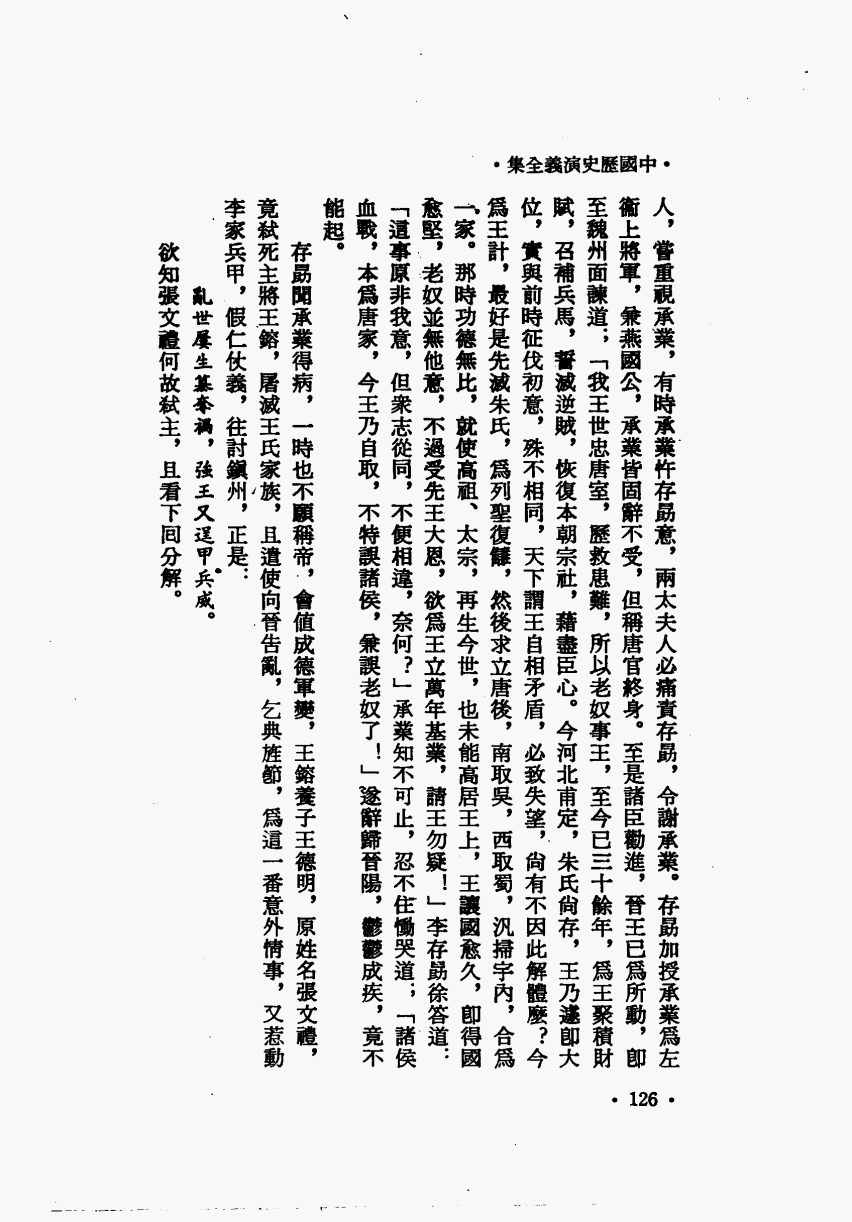 •中國歷史演義全集•
人，嘗重視承業，有時承業忤存勗意，兩太夫人必痛責存勗，令謝承業。存勗加授承業爲左
衞上將軍，兼燕國公，承業皆固辭不受，但稱唐官終身。至是諸臣勸進，晉王已爲所動，卽
至魏州面諫道：「我王世忠唐室，歷救患難，所以老奴事王，至今已三十餘年，爲王聚積財
賦，召補兵馬，誓滅逆賊，恢復本朝宗社，藉盡臣心。今河北甫定，朱氏尙存，王乃遽卽大
位，實與前時征伐初意，殊不相同，天下謂王自相矛盾，必致失望，尙有不因此解體麼？今
爲王計，最好是先滅朱氏，爲列聖復讎，然後求立唐後，南取吳，西取蜀，汎掃宇內，合爲
一家。那時功德無比，就使高祖、太宗，再生今世，也未能高居王上，王讓國愈久，卽得國
愈堅，老奴並無他意，不過受先王大恩，欲爲王立萬年基業，請王勿疑！」李存勗徐答道：
「這事原非我意，但衆志從同，不便相違，奈何？」承業知不可止，忍不住慟哭道：「諸侯
血戰，本爲唐家，今王乃自取，不特誤諸侯，兼誤老奴了！」遂辭歸晉陽，鬱鬱成疾，竟不
能起。
存勗聞承業得病，一時也不願稱帝，會値成德軍變，王鎔養子王德明，原姓名張文禮，
竟弒死主將王鎔，屠滅王氏家族，且遣使向晉告亂，乞典旌節，爲這一番意外情事，又惹動
李家兵甲，假仁仗義，往討鎭州，正是：
亂世屢生篡奪禍，強王又逞甲兵威。
欲知張文禮何故弒主，且看下回分解。
• 126 •